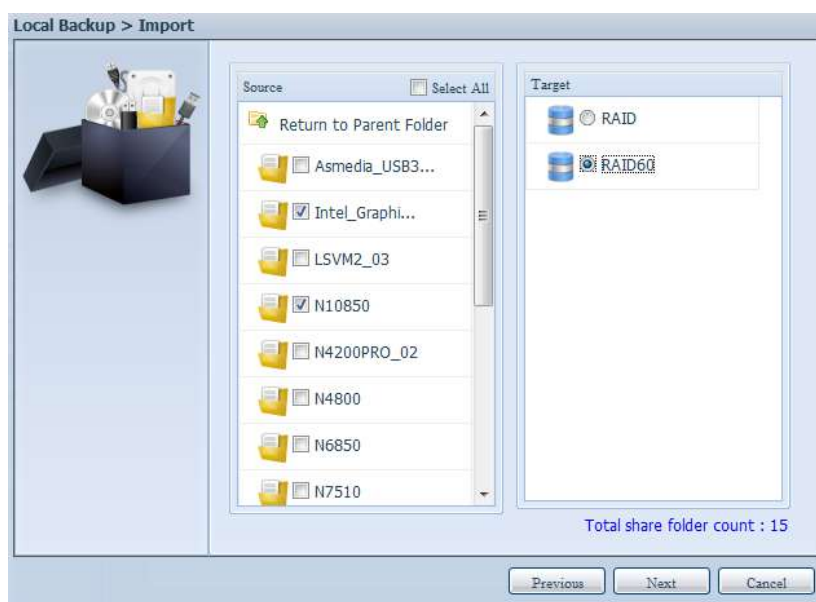 Local Backup > Import
Source
Select All
Return to Parent Folder
Asmedia_USB3...
Intel_Graphi...
LSVM2_03
N10850
N4200PRO_02
N4800
N6850
N7510
Target
RAID
RAID60
Total share folder count : 15
Previous
Next
Cancel